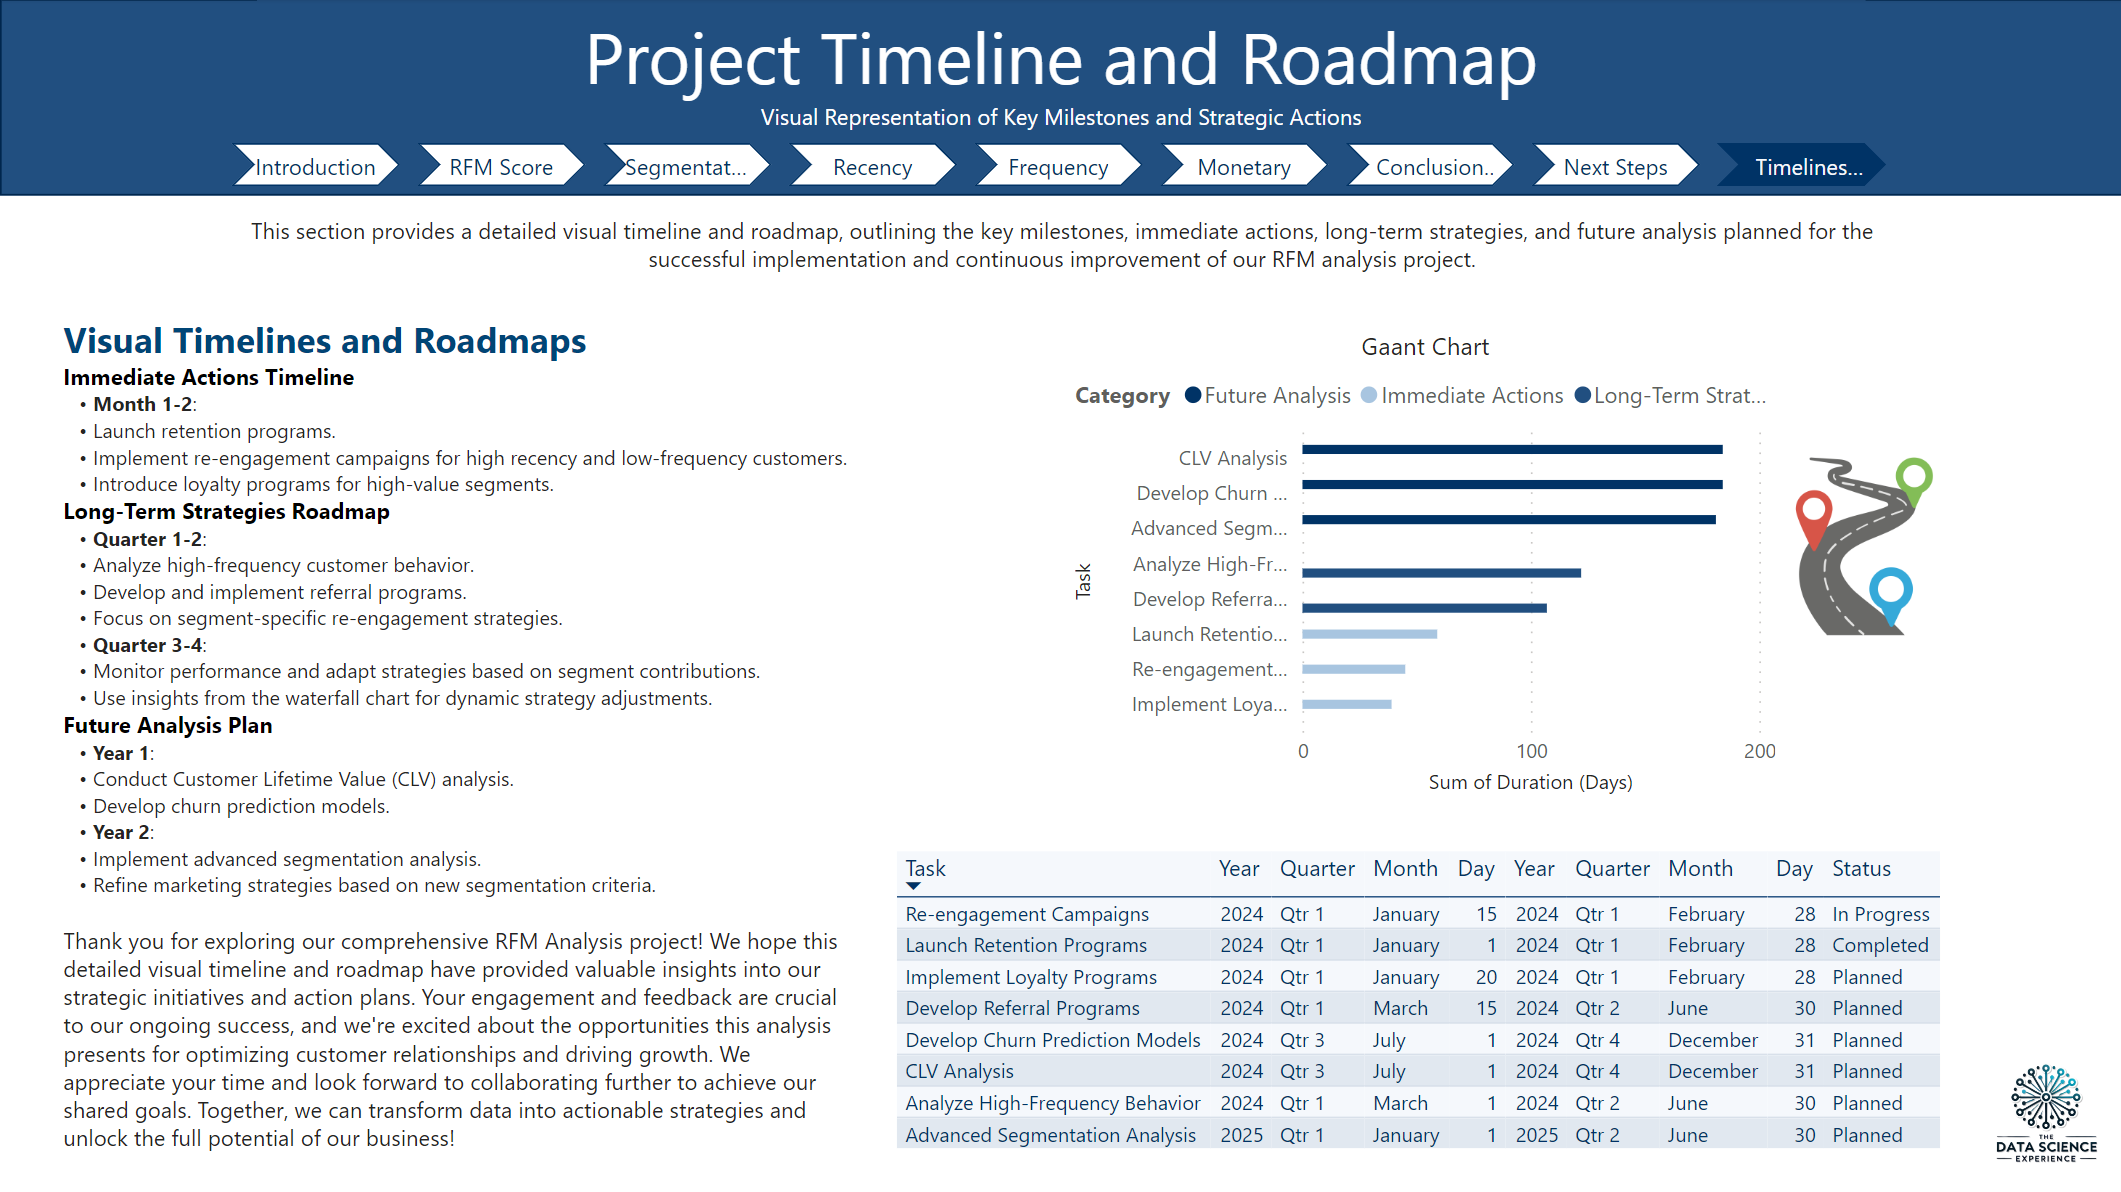 Project Timeline and Roadmap
Visual Representation of Key Milestones and Strategic Actions
Introduction
RFM Score
Segmentat...
Recency
Frequency
Monetary
Conclusion..
Next Steps
Timelines...
This section provides a detailed visual timeline and roadmap, outlining the key milestones, immediate actions, long-term strategies, and future analysis planned for the
successful implementation and continuous improvement of our RFM analysis project.
Visual Timelines and Roadmaps
Immediate Actions Timeline
• Month 1-2:
• Launch retention programs.
• Implement re-engagement campaigns for high recency and low-frequency customers.
• Introduce loyalty programs for high-value segments.
Long-Term Strategies Roadmap
• Quarter 1-2:
• Analyze high-frequency customer behavior.
• Develop and implement referral programs.
• Focus on segment-specific re-engagement strategies.
• Quarter 3-4:
• Monitor performance and adapt strategies based on segment contributions.
• Use insights from the waterfall chart for dynamic strategy adjustments.
Future Analysis Plan
• Year 1:
• Conduct Customer Lifetime Value (CLV) analysis.
• Develop churn prediction models.
• Year 2:
• Implement advanced segmentation analysis.
• Refine marketing strategies based on new segmentation criteria.
Thank you for exploring our comprehensive RFM Analysis project! We hope this
detailed visual timeline and roadmap have provided valuable insights into our
strategic initiatives and action plans. Your engagement and feedback are crucial
to our ongoing success, and we're excited about the opportunities this analysis
presents for optimizing customer relationships and driving growth. We
appreciate your time and look forward to collaborating further to achieve our
shared goals. Together, we can transform data into actionable strategies and
unlock the full potential of our business!
Gaant Chart
Category Future Analysis Immediate Actions Long-Term Strat...
Task
CLV Analysis
Develop Churn ...
Advanced Segm...
Analyze High-Fr...
Develop Referra...
Launch Retentio...
Re-engagement...
Implement Loya...
0 100 200
Sum of Duration (Days)
Task Year Quarter Month Day Year Quarter Month Day Status
Re-engagement Campaigns 2024 Qtr 1 January 15 2024 Qtr 1 February 28 In Progress
Launch Retention Programs 2024 Qtr 1 January 1 2024 Qtr 1 February 28 Completed
Implement Loyalty Programs 2024 Qtr 1 January 20 2024 Qtr 1 February 28 Planned
Develop Referral Programs 2024 Qtr 1 March 15 2024 Qtr 2 June 30 Planned
Develop Churn Prediction Models 2024 Qtr 3 July 1 2024 Qtr 4 December 31 Planned
CLV Analysis 2024 Qtr 3 July 1 2024 Qtr 4 December 31 Planned
Analyze High-Frequency Behavior 2024 Qtr 1 March 1 2024 Qtr 2 June 30 Planned
Advanced Segmentation Analysis 2025 Qtr 1 January 1 2025 Qtr 2 June 30 Planned
THE
DATA SCIENCE
EXPERIENCE